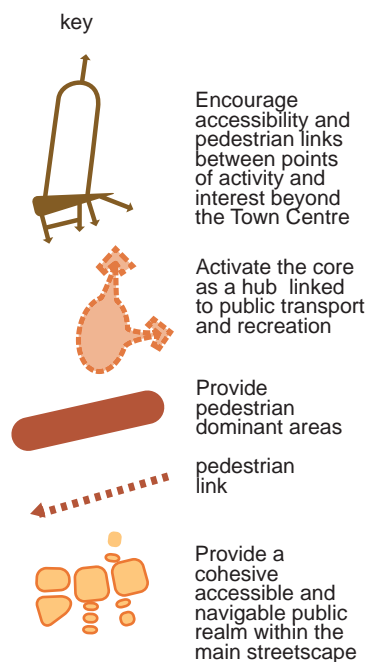 key
Encourage
accessibility and
pedestrian links
between points
of activity and
interest beyond
the Town Centre
Activate the core
as a hub linked
to public transport
and recreation
Provide
pedestrian
dominant areas
pedestrian
link
Provide a
cohesive
accessible and
navigable public
realm within the
main streetscape